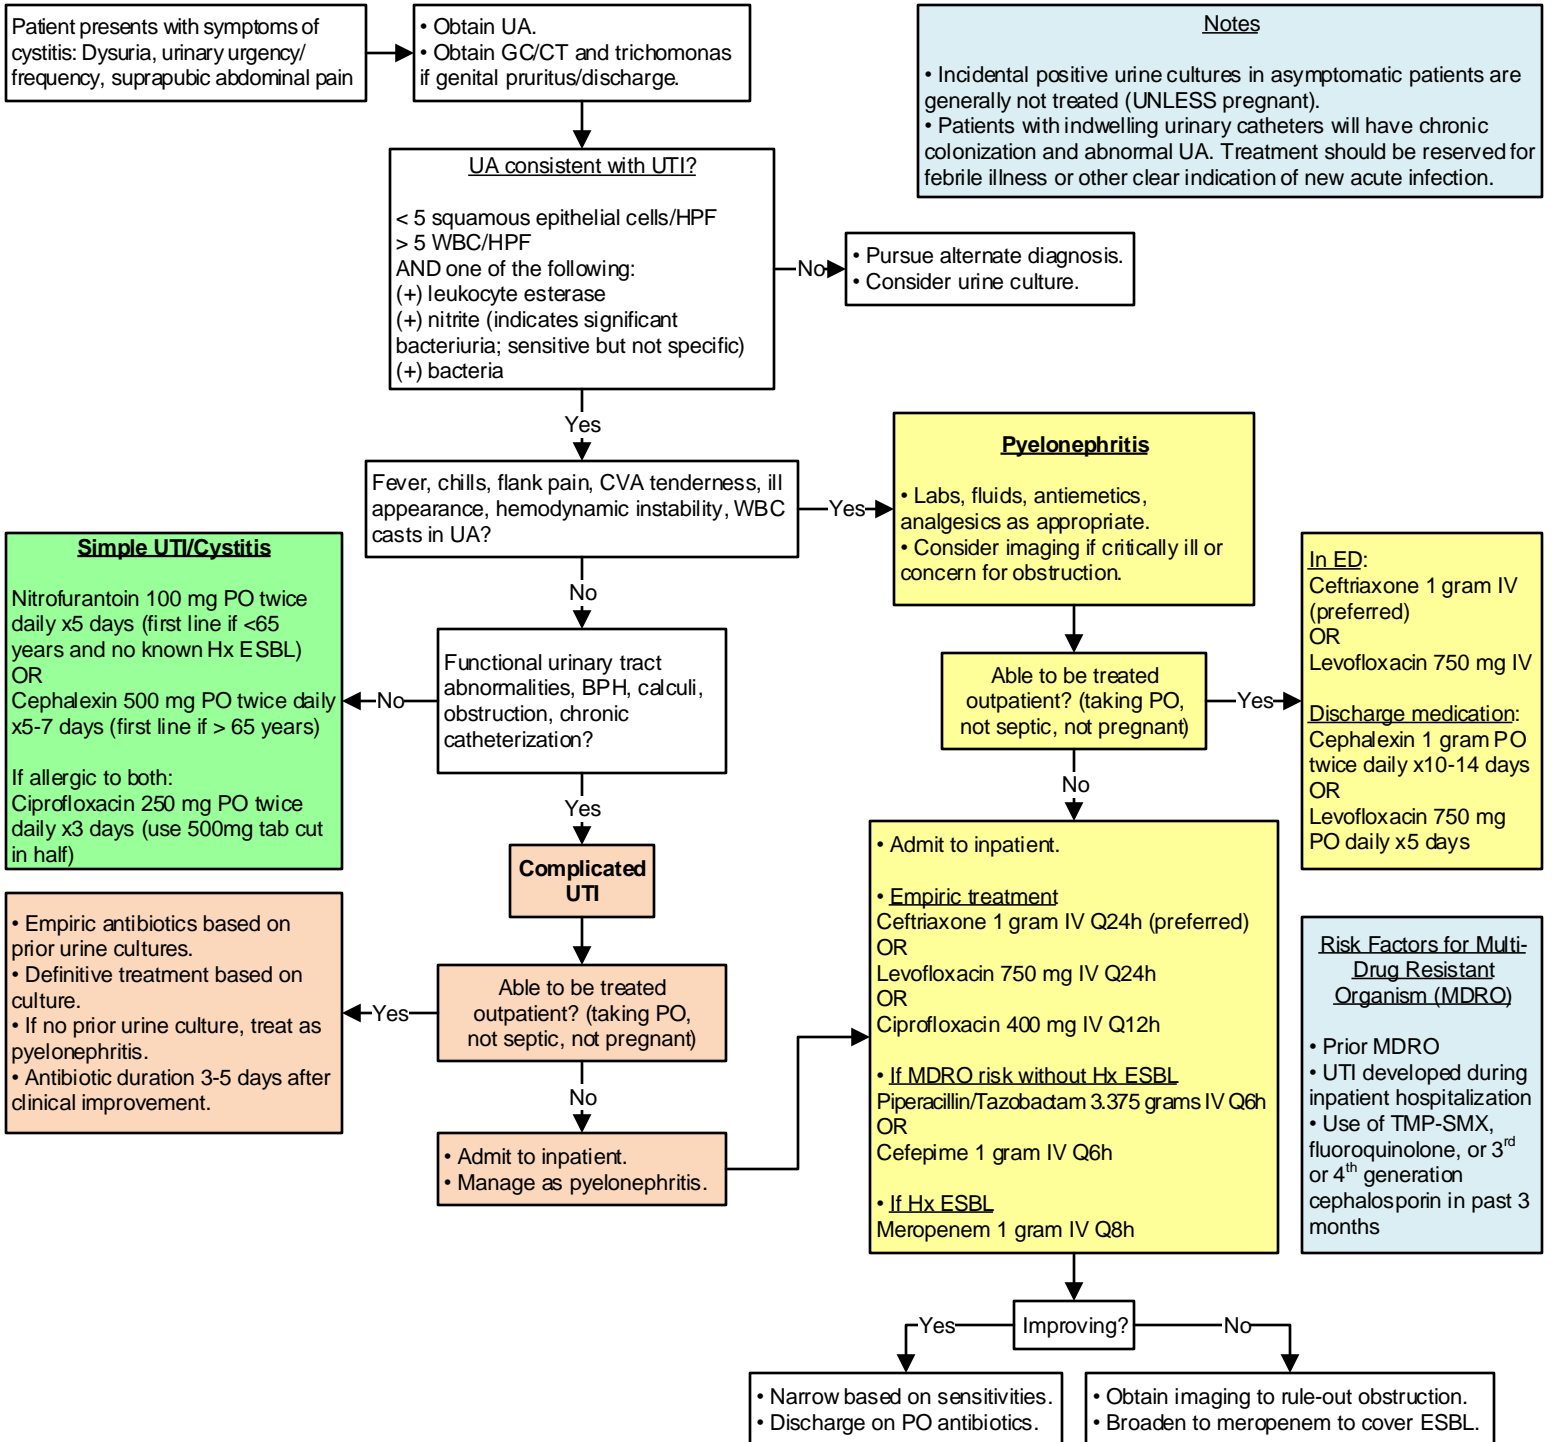 Patient presents with symptoms of
cystitis: Dysuria, urinary urgency/
frequency, suprapubic abdominal pain
• Obtain UA.
• Obtain GC/CT and trichomonas
if genital pruritus/discharge.
Notes
• Incidental positive urine cultures in asymptomatic patients are
generally not treated (UNLESS pregnant).
• Patients with indwelling urinary catheters will have chronic
colonization and abnormal UA. Treatment should be reserved for
febrile illness or other clear indication of new acute infection.
UA consistent with UTI?
< 5 squamous epithelial cells/HPF
> 5 WBC/HPF
AND one of the following:
(+) leukocyte esterase
(+) nitrite (indicates significant
bacteriuria; sensitive but not specific)
(+) bacteria
No
• Pursue alternate diagnosis.
• Consider urine culture.
Yes
Fever, chills, flank pain, CVA tenderness, ill
appearance, hemodynamic instability, WBC
casts in UA?
Yes
Pyelonephritis
• Labs, fluids, antiemetics,
analgesics as appropriate.
• Consider imaging if critically ill or
concern for obstruction.
No
Simple UTI/Cystitis
Nitrofurantoin 100 mg PO twice
daily x5 days (first line if <65
years and no known Hx ESBL)
OR
Cephalexin 500 mg PO twice daily
x5-7 days (first line if > 65 years)
If allergic to both:
Ciprofloxacin 250 mg PO twice
daily x3 days (use 500mg tab cut
in half)
No
Functional urinary tract
abnormalities, BPH, calculi,
obstruction, chronic
catheterization?
Able to be treated
outpatient? (taking PO,
not septic, not pregnant)
Yes
In ED:
Ceftriaxone 1 gram IV
(preferred)
OR
Levofloxacin 750 mg IV
Discharge medication:
Cephalexin 1 gram PO
twice daily x10-14 days
OR
Levofloxacin 750 mg
PO daily x5 days
Yes
No
Complicated
UTI
• Admit to inpatient.
• Empiric treatment
Ceftriaxone 1 gram IV Q24h (preferred)
OR
Levofloxacin 750 mg IV Q24h
OR
Ciprofloxacin 400 mg IV Q12h
• If MDRO risk without Hx ESBL
Piperacillin/Tazobactam 3.375 grams IV Q6h
OR
Cefepime 1 gram IV Q6h
• If Hx ESBL
Meropenem 1 gram IV Q8h
• Empiric antibiotics based on
prior urine cultures.
• Definitive treatment based on
culture.
• If no prior urine culture, treat as
pyelonephritis.
• Antibiotic duration 3-5 days after
clinical improvement.
Yes
Able to be treated
outpatient? (taking PO,
not septic, not pregnant)
No
• Admit to inpatient.
• Manage as pyelonephritis.
Risk Factors for Multi-
Drug Resistant
Organism (MDRO)
• Prior MDRO
• UTI developed during
inpatient hospitalization
• Use of TMP-SMX,
fluoroquinolone, or 3rd
or 4th generation
cephalosporin in past 3
months
Yes
Improving?
No
• Narrow based on sensitivities.
• Discharge on PO antibiotics.
• Obtain imaging to rule-out obstruction.
• Broaden to meropenem to cover ESBL.